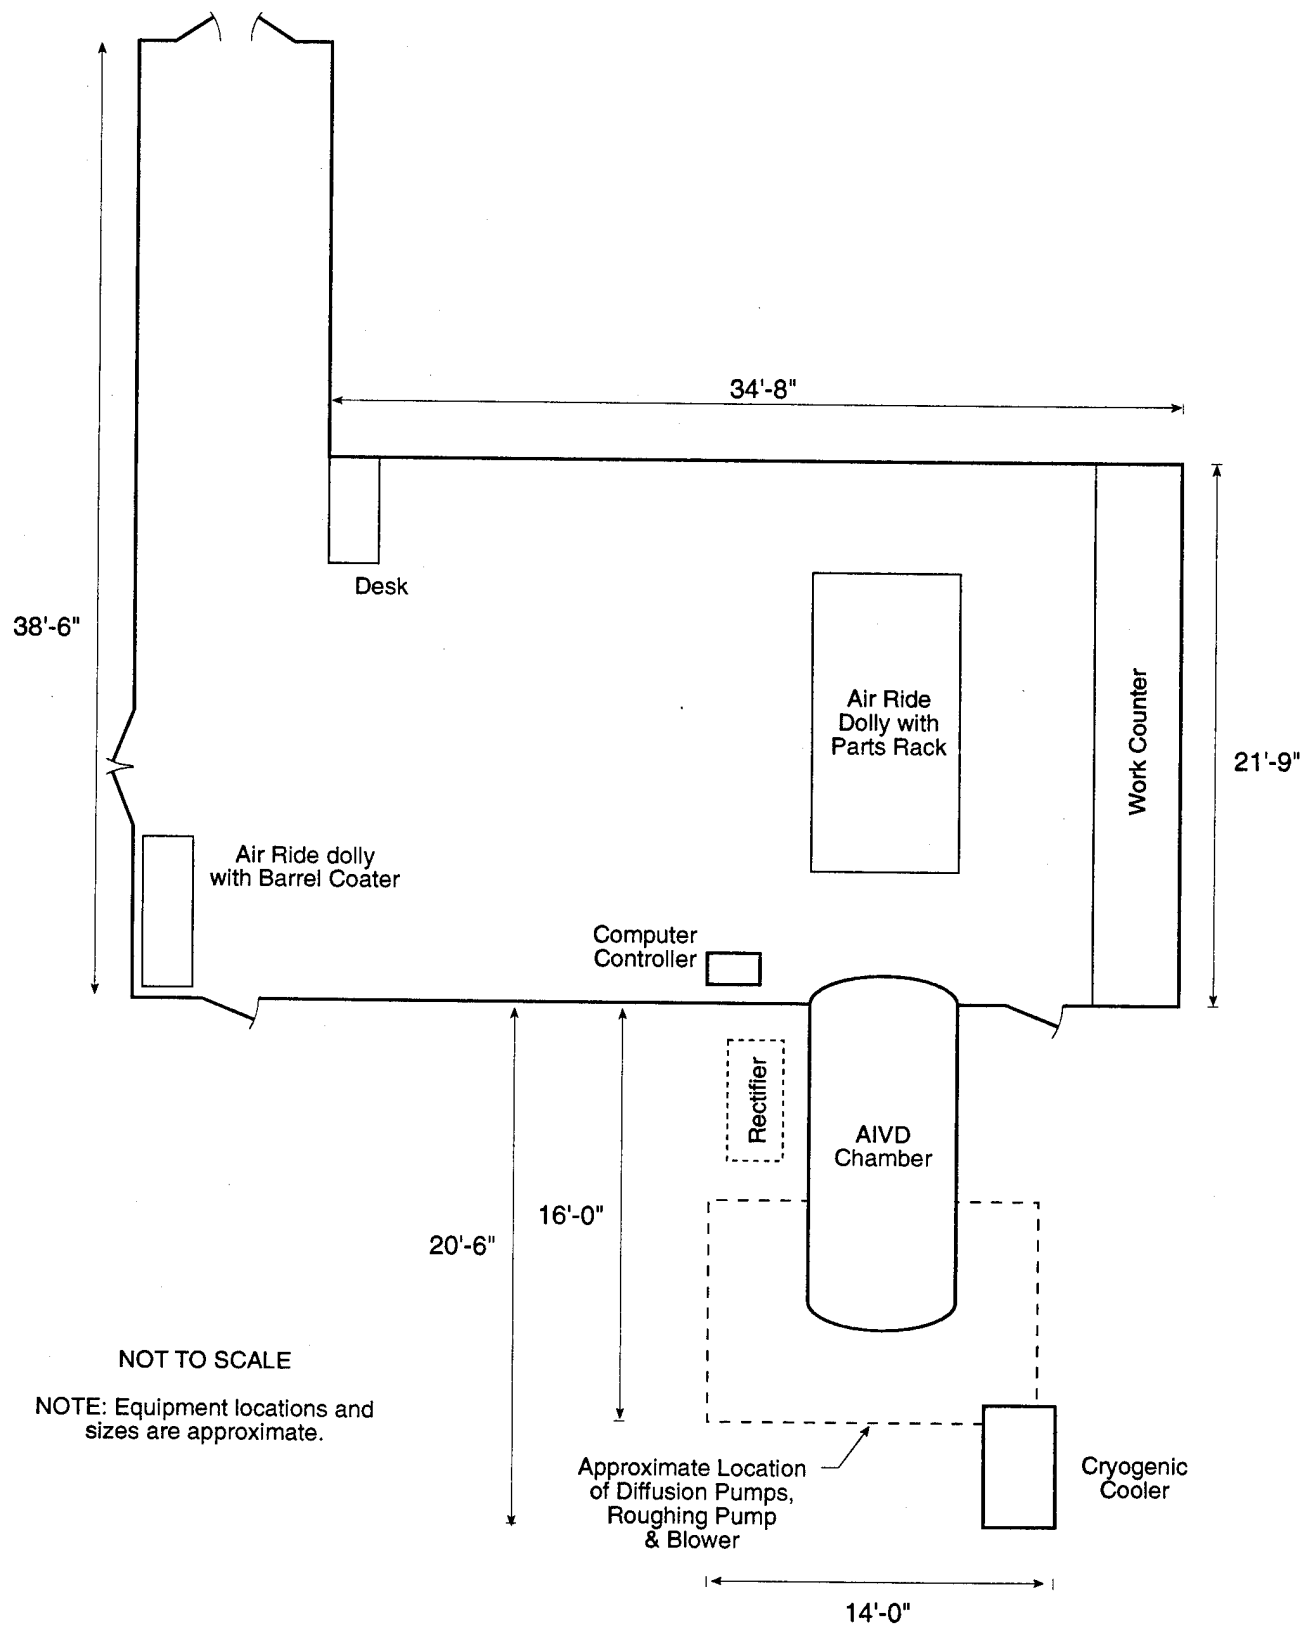 34'-8"
Desk
38'-6"
Air Ride
Dolly with
Parts Rack
Work Counter
21'-9"
Air Ride dolly
with Barrel Coater
Computer
Controller
Rectifier
AIVD
Chamber
16'-0"
20'-6"
NOT TO SCALE
NOTE: Equipment locations and
sizes are approximate.
Approximate Location
of Diffusion Pumps,
Roughing Pump
& Blower
Cryogenic
Cooler
14'-0"